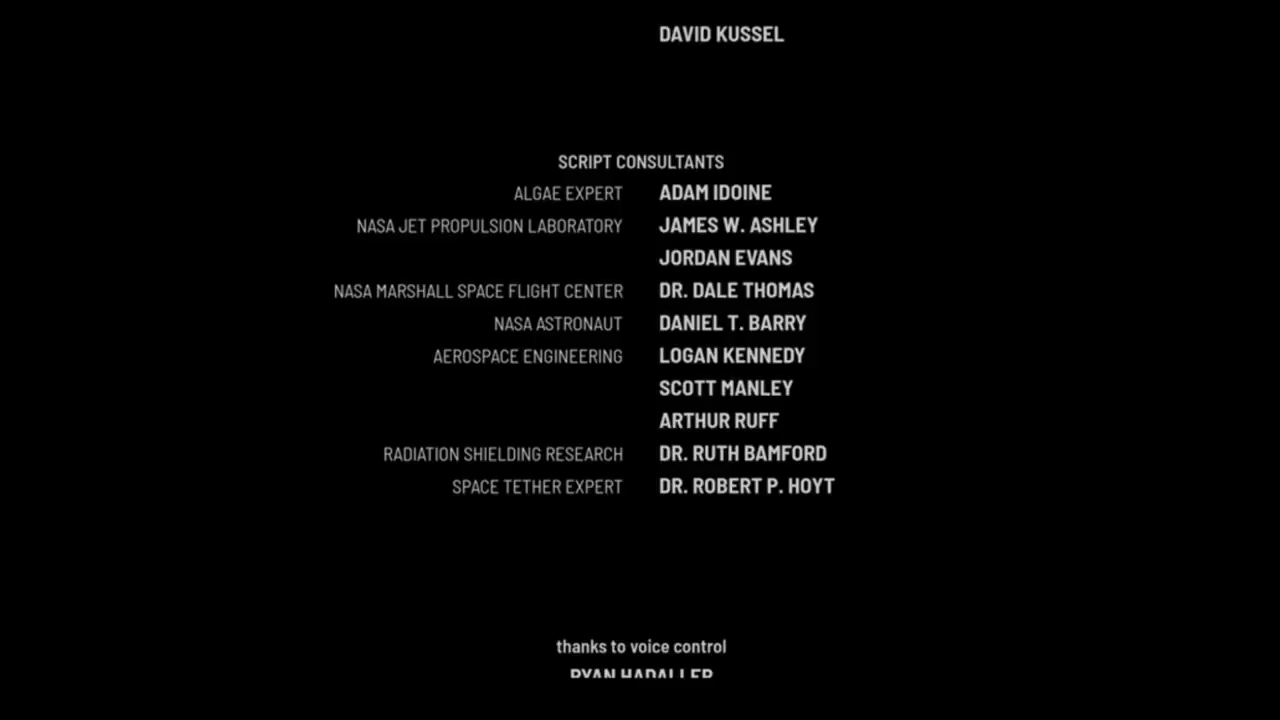 DAVID KUSSEL
SCRIPT CONSULTANTS
ALGAE EXPERT ADAM IDOINE
NASA JET PROPULSION LABORATORY JAMES W. ASHLEY
JORDAN EVANS
NASA MARSHALL SPACE FLIGHT CENTER DR. DALE THOMAS
NASA ASTRONAUT DANIEL T. BARRY
AEROSPACE ENGINEERING LOGAN KENNEDY
SCOTT MANLEY
ARTHUR RUFF
RADIATION SHIELDING RESEARCH DR. RUTH BAMFORD
SPACE TETHER EXPERT DR. ROBERT P. HOYT
thanks to voice control
RYAN HADALLER